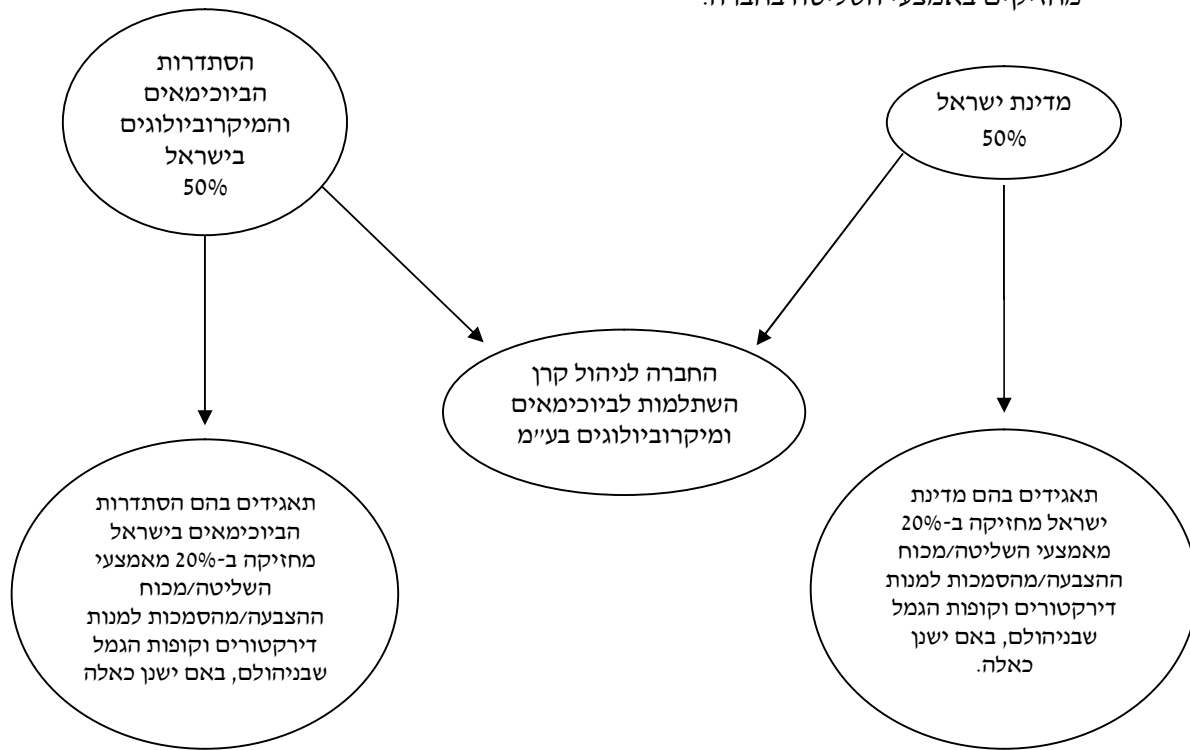 מחזיקים באמצעי השליטה בחברה:
מדינת ישראל
50%
הסתדרות
הביוכימאים
והמיקרוביולוגים
בישראל
50%
החברה לניהול קרן
השתלמות לביוכימאים
ומיקרוביולוגים בע״מ
תאגידים בהם מדינת
ישראל מחזיקה ב-20%
מאמצעי השליטה/מכוח
ההצבעה/מהסמכות למנות
דירקטורים וקופות הגמל
שבניהולם, באם ישנן
כאלה.
תאגידים בהם הסתדרות
הביוכימאים בישראל
מחזיקה ב-20% מאמצעי
השליטה/מכוח
ההצבעה/מהסמכות למנות
דירקטורים וקופות הגמל
שבניהולם, באם ישנן כאלה